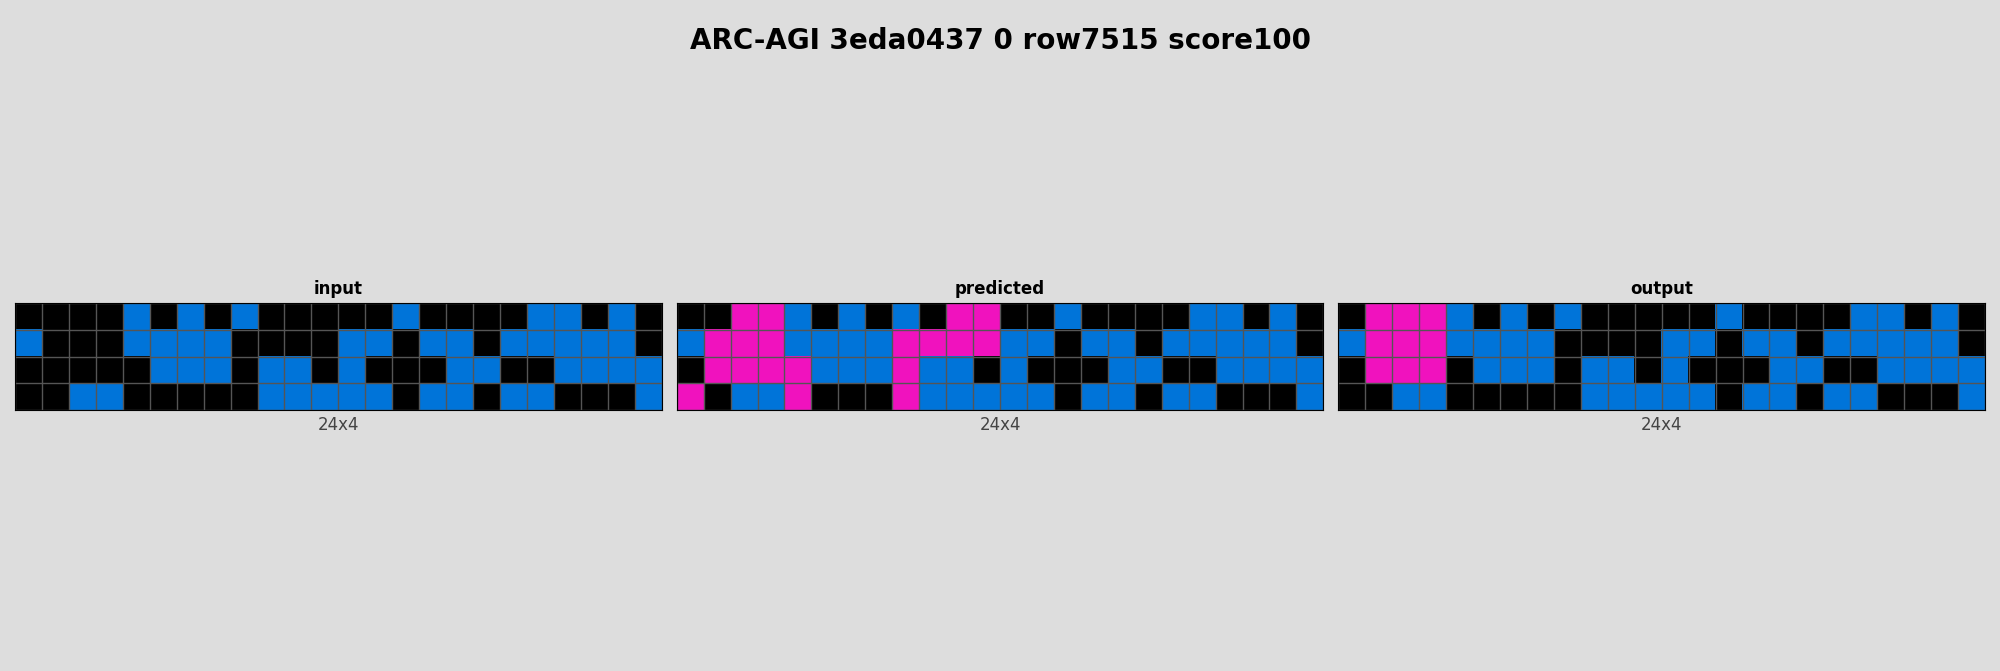 ARC-AGI 3eda0437 0 row7515 score100
input
predicted
output
24x4
24x4
24x4